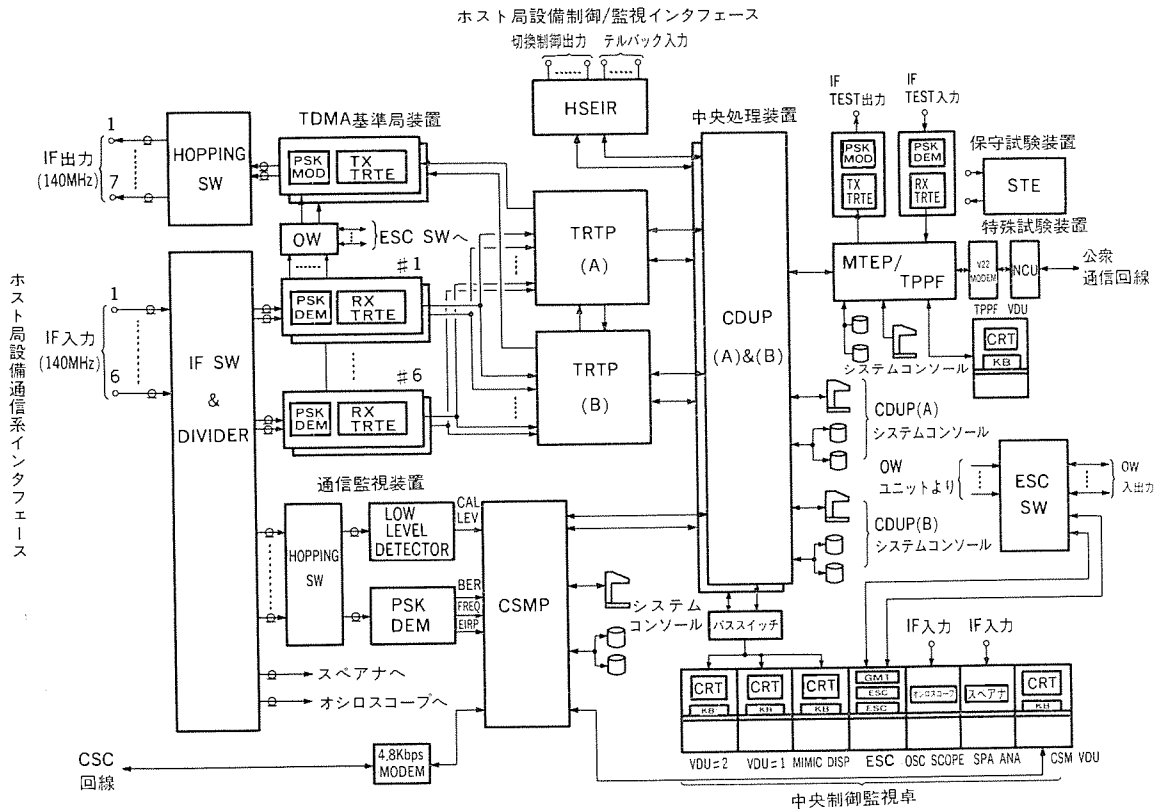 ホスト局設備制御/監視インタフェース
切換制御出力 テルバック入力
HSEIR
中央処理装置
IF
TEST出力
IF
TEST入力
PSK
MOD
TX
TRTE
PSK
DEM
RX
TRTE
保守試験装置
STE
特殊試験装置
TDMA基準局装置
1
IF出力
(140MHz)
7
HOPPING
SW
PSK
MOD
TX
TRTE
OW
ESC SWへ
#1
PSK
DEM
RX
TRTE
#6
PSK
DEM
RX
TRTE
TRTP
(A)
TRTP
(B)
CDUP
(A)&(B)
MTEP/
TPPF
V22
MODEM
NCU
公衆
通信回線
TPPF VDU
CRT
KB
システムコンソール
ホスト局設備通信系インタフェース
1
IF入力
(140MHz)
6
IF SW
&
DIVIDER
CDUP(A)
システムコンソール
CDUP(B)
システムコンソール
OW
ユニットより
ESC
SW
OW
入出力
通信監視装置
HOPPING
SW
LOW
LEVEL
DETECTOR
CAL
LEV
PSK
DEM
BER
FREQ
EIRP
CSMP
システム
コンソール
スペアナへ
オシロスコープへ
CSC
回線
4.8Kbps
MODEM
バススイッチ
IF入力
IF入力
CRT
KB
CRT
KB
CRT
KB
GMT
ESC
ESC
オシロスコープ
スペアナ
CRT
KB
VDU#2 VDU#1 MIMIC DISP ESC OSC SCOPE SPA ANA CSM VDU
中央制御監視卓